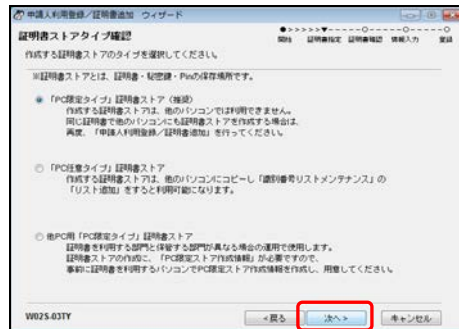 申請人利用登録／証明書追加 ウィザード
証明書ストアタイプ確認
●>>>>>▼-----○-----○-----○
開始 証明書指定 証明書確認 情報入力 登録
作成する証明書ストアのタイプを選択してください。
※証明書ストアとは、証明書・秘密鍵・Pinの保存場所です。
「PC限定タイプ」証明書ストア（推奨）
作成する証明書ストアは、他のパソコンでは利用できません。
同じ証明書で他のパソコンにも証明書ストアを作成する場合は、
再度、「申請人利用登録／証明書追加」を行ってください。
「PC任意タイプ」証明書ストア
作成する証明書ストアは、他のパソコンにコピーし「識別番号リストメンテナンス」の
「リスト追加」をすると利用可能になります。
他PC用「PC限定タイプ」証明書ストア
証明書を利用する部門と保管する部門が異なる場合の運用で使用します。
証明書ストアの作成に、「PC限定ストア作成情報」が必要ですので、
事前に証明書を利用するパソコンでPC限定ストア作成情報を作成し、用意してください。
W02S-03TY
<戻る
次へ>
キャンセル